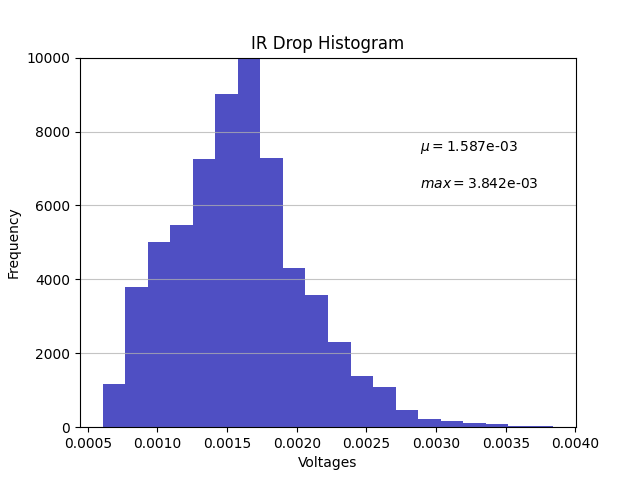 IR Drop Histogram
10000
8000
6000
4000
2000
0
Frequency
μ = 1.587e-03
max = 3.842e-03
0.0005 0.0010 0.0015 0.0020 0.0025 0.0030 0.0035 0.0040
Voltages